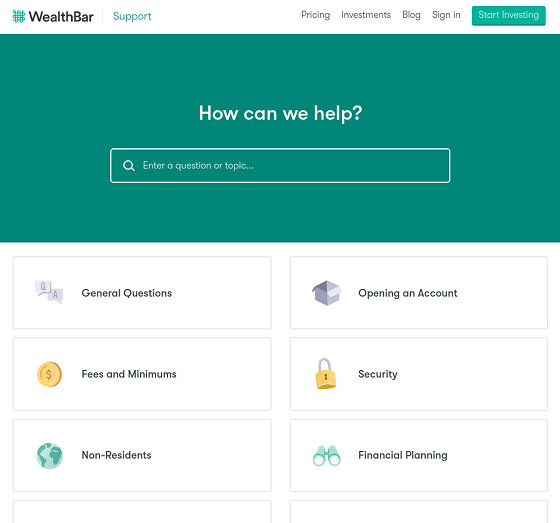 WealthBar Support Pricing Investments Blog Sign in Start Investing
How can we help?
Enter a question or topic...
Q A General Questions Opening an Account
$ Fees and Minimums Security
Non-Residents Financial Planning